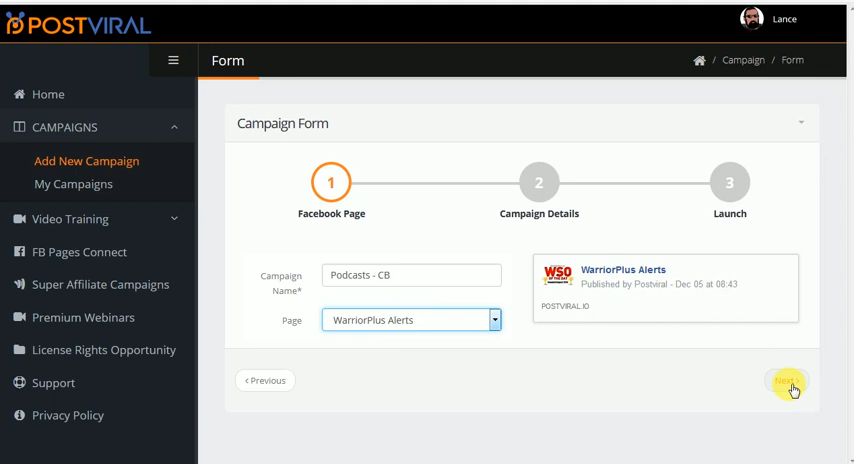 POSTVIRAL
Lance
Form
Campaign / Form
Home
CAMPAIGNS
Add New Campaign
My Campaigns
Video Training
FB Pages Connect
Super Affiliate Campaigns
Premium Webinars
License Rights Opportunity
Support
Privacy Policy
Campaign Form
1
2
3
Facebook Page
Campaign Details
Launch
Campaign
Name*
Podcasts - CB
Page
WarriorPlus Alerts
WSO
WarriorPlus Alerts
Published by Postviral - Dec 05 at 08:43
POSTVIRAL.IO
‹ Previous
Next ›